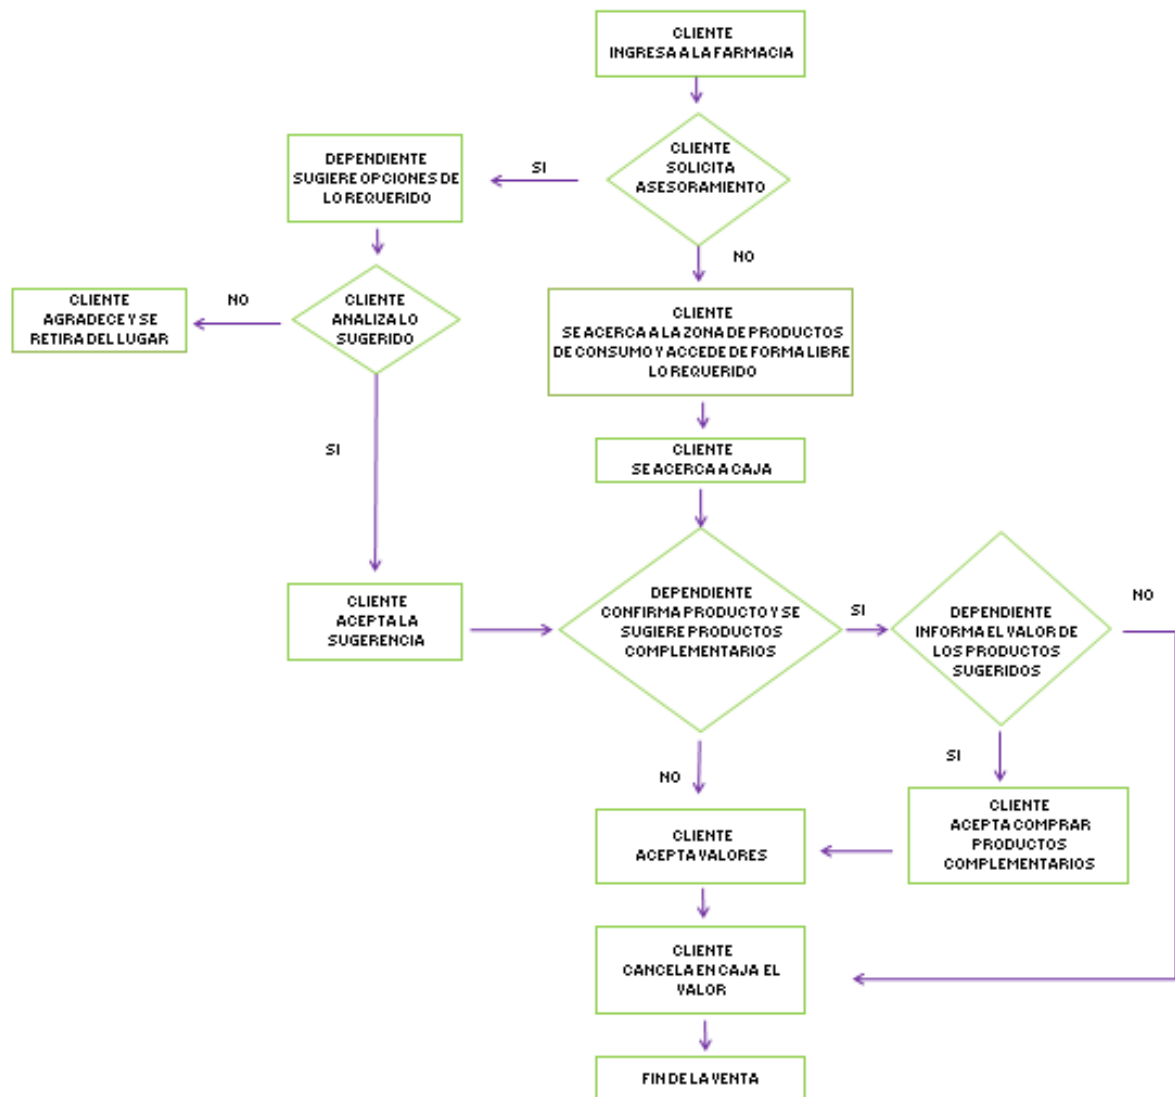 CLIENTE
INGRESA A LA FARMACIA
CLIENTE
SOLICITA
ASESORAMIENTO
SI
DEPENDIENTE
SUGIERE OPCIONES DE
LO REQUERIDO
NO
CLIENTE
ANALIZA LO
SUGERIDO
NO
CLIENTE
AGRADECE Y SE
RETIRA DEL LUGAR
CLIENTE
SE ACERCA A LA ZONA DE PRODUCTOS
DE CONSUMO Y ACCEDE DE FORMA LIBRE
LO REQUERIDO
SI
CLIENTE
SE ACERCA A CAJA
CLIENTE
ACEPTA LA
SUGERENCIA
DEPENDIENTE
CONFIRMA PRODUCTO Y SE
SUGIERE PRODUCTOS
COMPLEMENTARIOS
SI
DEPENDIENTE
INFORMA EL VALOR DE
LOS PRODUCTOS
SUGERIDOS
NO
NO
SI
CLIENTE
ACEPTA VALORES
CLIENTE
ACEPTA COMPRAR
PRODUCTOS
COMPLEMENTARIOS
CLIENTE
CANCELA EN CAJA EL
VALOR
FIN DE LA VENTA